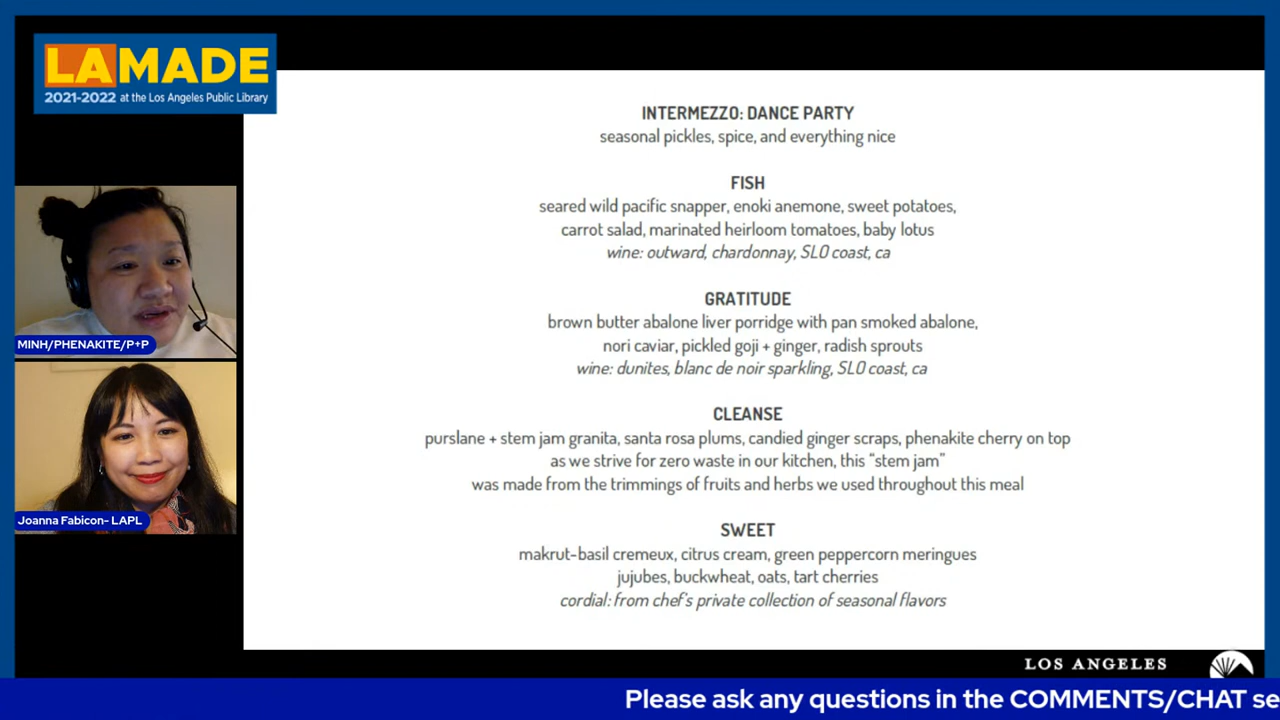 LA MADE
2021-2022 at the Los Angeles Public Library
INTERMEZZO: DANCE PARTY
seasonal pickles, spice, and everything nice
FISH
seared wild pacific snapper, enoki anemone, sweet potatoes,
carrot salad, marinated heirloom tomatoes, baby lotus
wine: outward, chardonnay, SLO coast, ca
GRATITUDE
brown butter abalone liver porridge with pan smoked abalone,
nori caviar, pickled goji + ginger, radish sprouts
wine: dunites, blanc de noir sparkling, SLO coast, ca
CLEANSE
purslane + stem jam granita, santa rosa plums, candied ginger scraps, phenakite cherry on top
as we strive for zero waste in our kitchen, this “stem jam”
was made from the trimmings of fruits and herbs we used throughout this meal
SWEET
makrut-basil cremeux, citrus cream, green peppercorn meringues
jujubes, buckwheat, oats, tart cherries
cordial: from chef's private collection of seasonal flavors
MINH/PHENAKITE/P+P
Joanna Fabicon- LAPL
LOS ANGELES
Please ask any questions in the COMMENTS/CHAT se